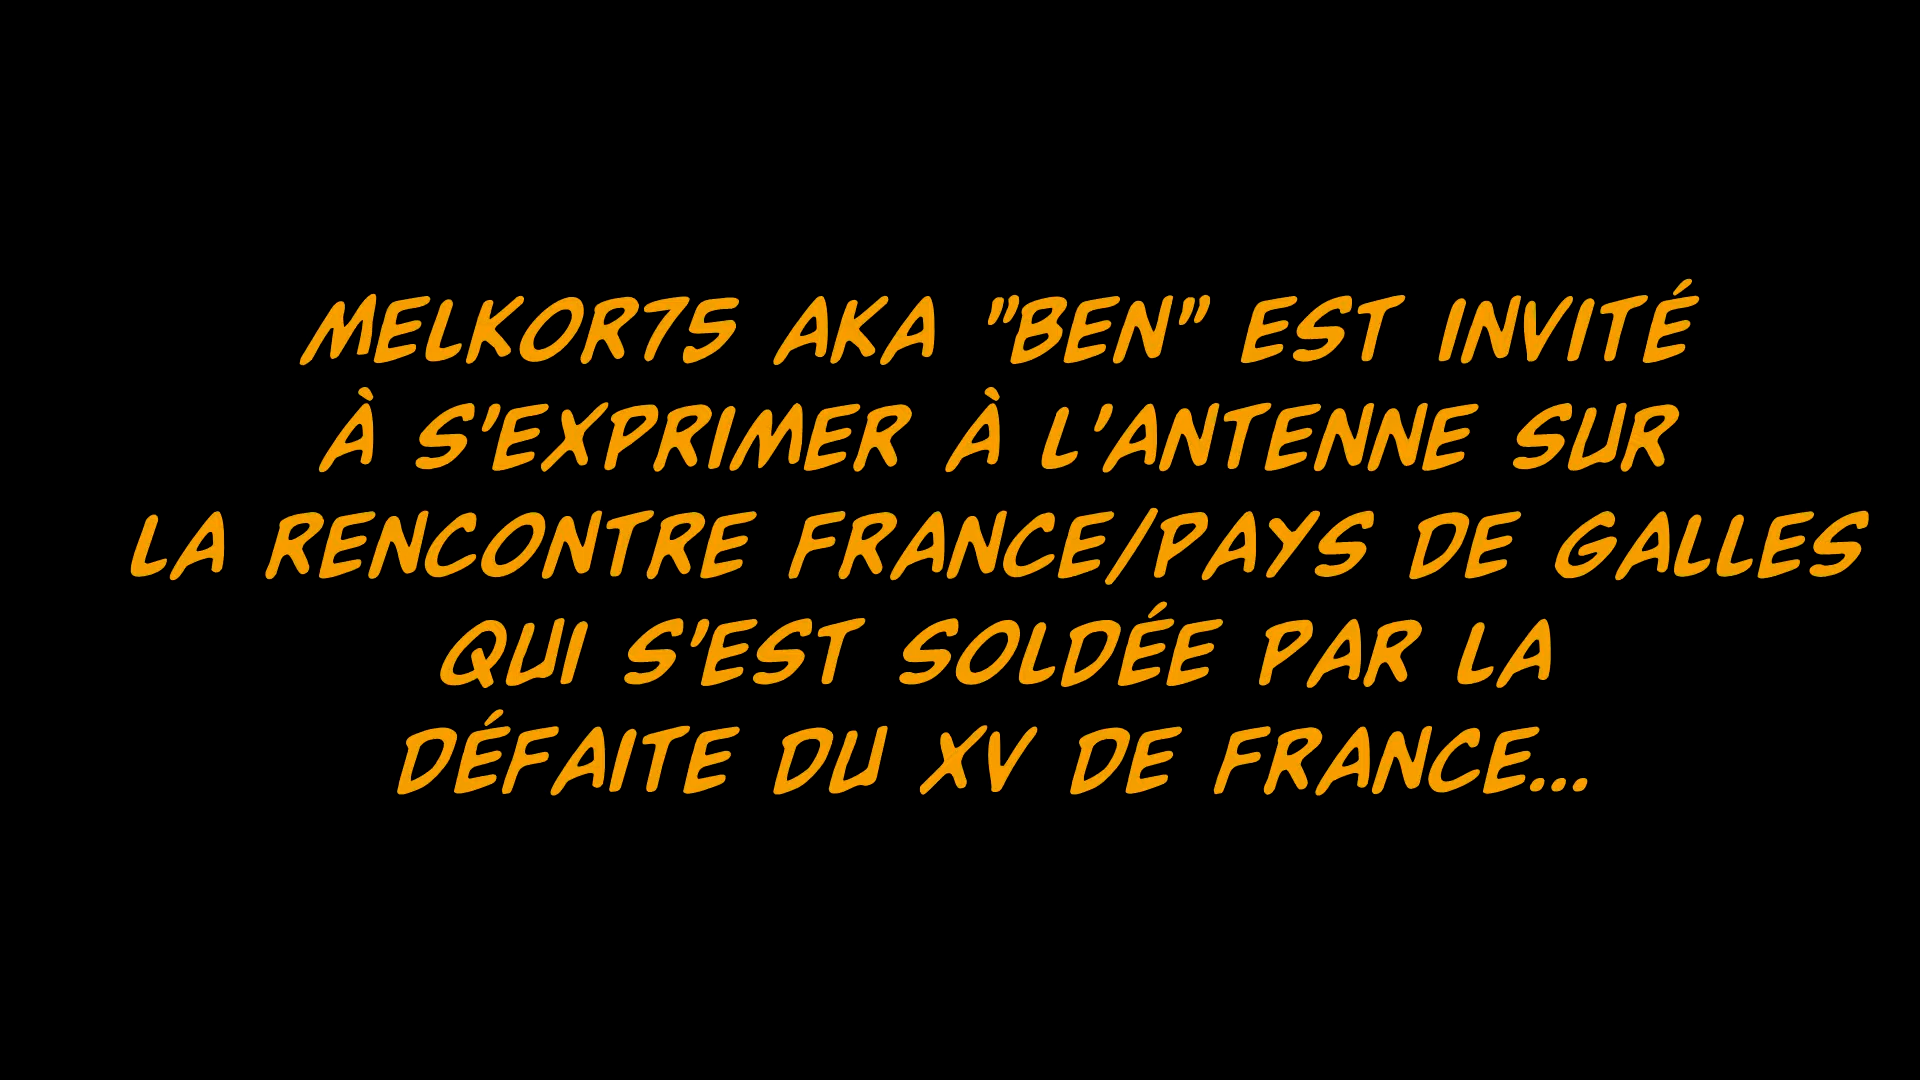 MELKOR75 AKA "BEN" EST INVITÉ
À S'EXPRIMER À L'ANTENNE SUR
LA RENCONTRE FRANCE/PAYS DE GALLES
QUI S'EST SOLDÉE PAR LA
DÉFAITE DU XV DE FRANCE...